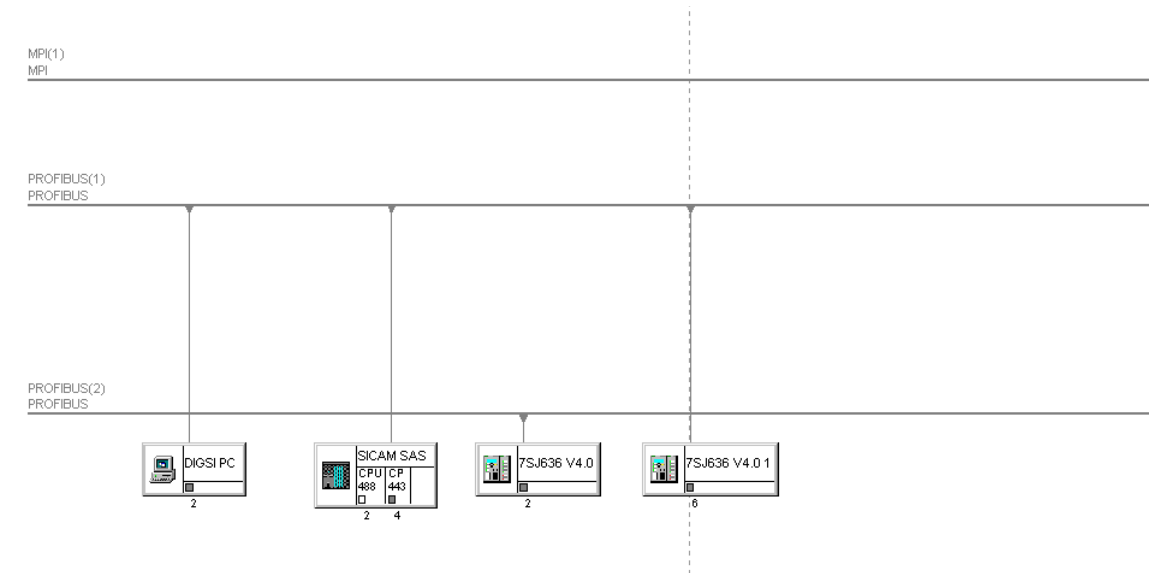 MPI(1)
MPI
PROFIBUS(1)
PROFIBUS
PROFIBUS(2)
PROFIBUS
DIGSI PC
2
SICAM SAS
CPU CP
488 443
2 4
7SJ636 V4.0
2
7SJ636 V4.0 1
6